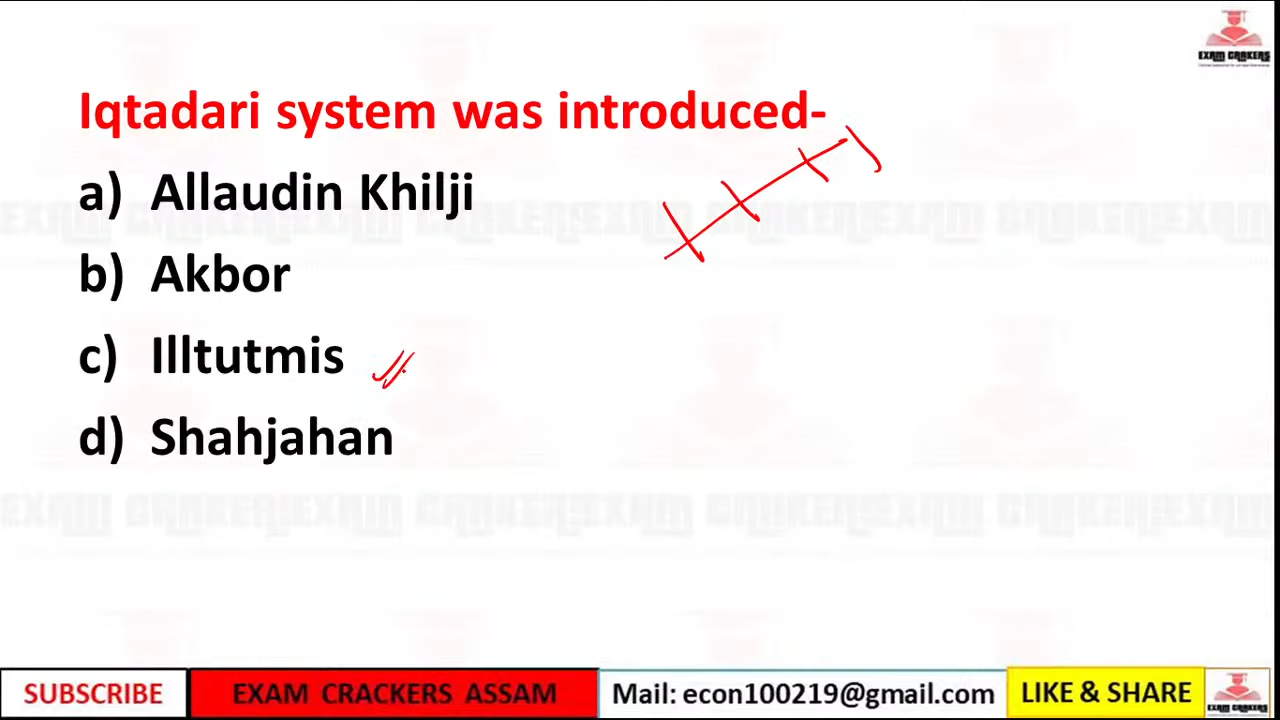 EXAM CRAKERS
Iqtadari system was introduced-
a) Allaudin Khilji
b) Akbor
c) Illtutmis
d) Shahjahan
SUBSCRIBE
EXAM CRACKERS ASSAM
Mail: econ100219@gmail.com
LIKE & SHARE